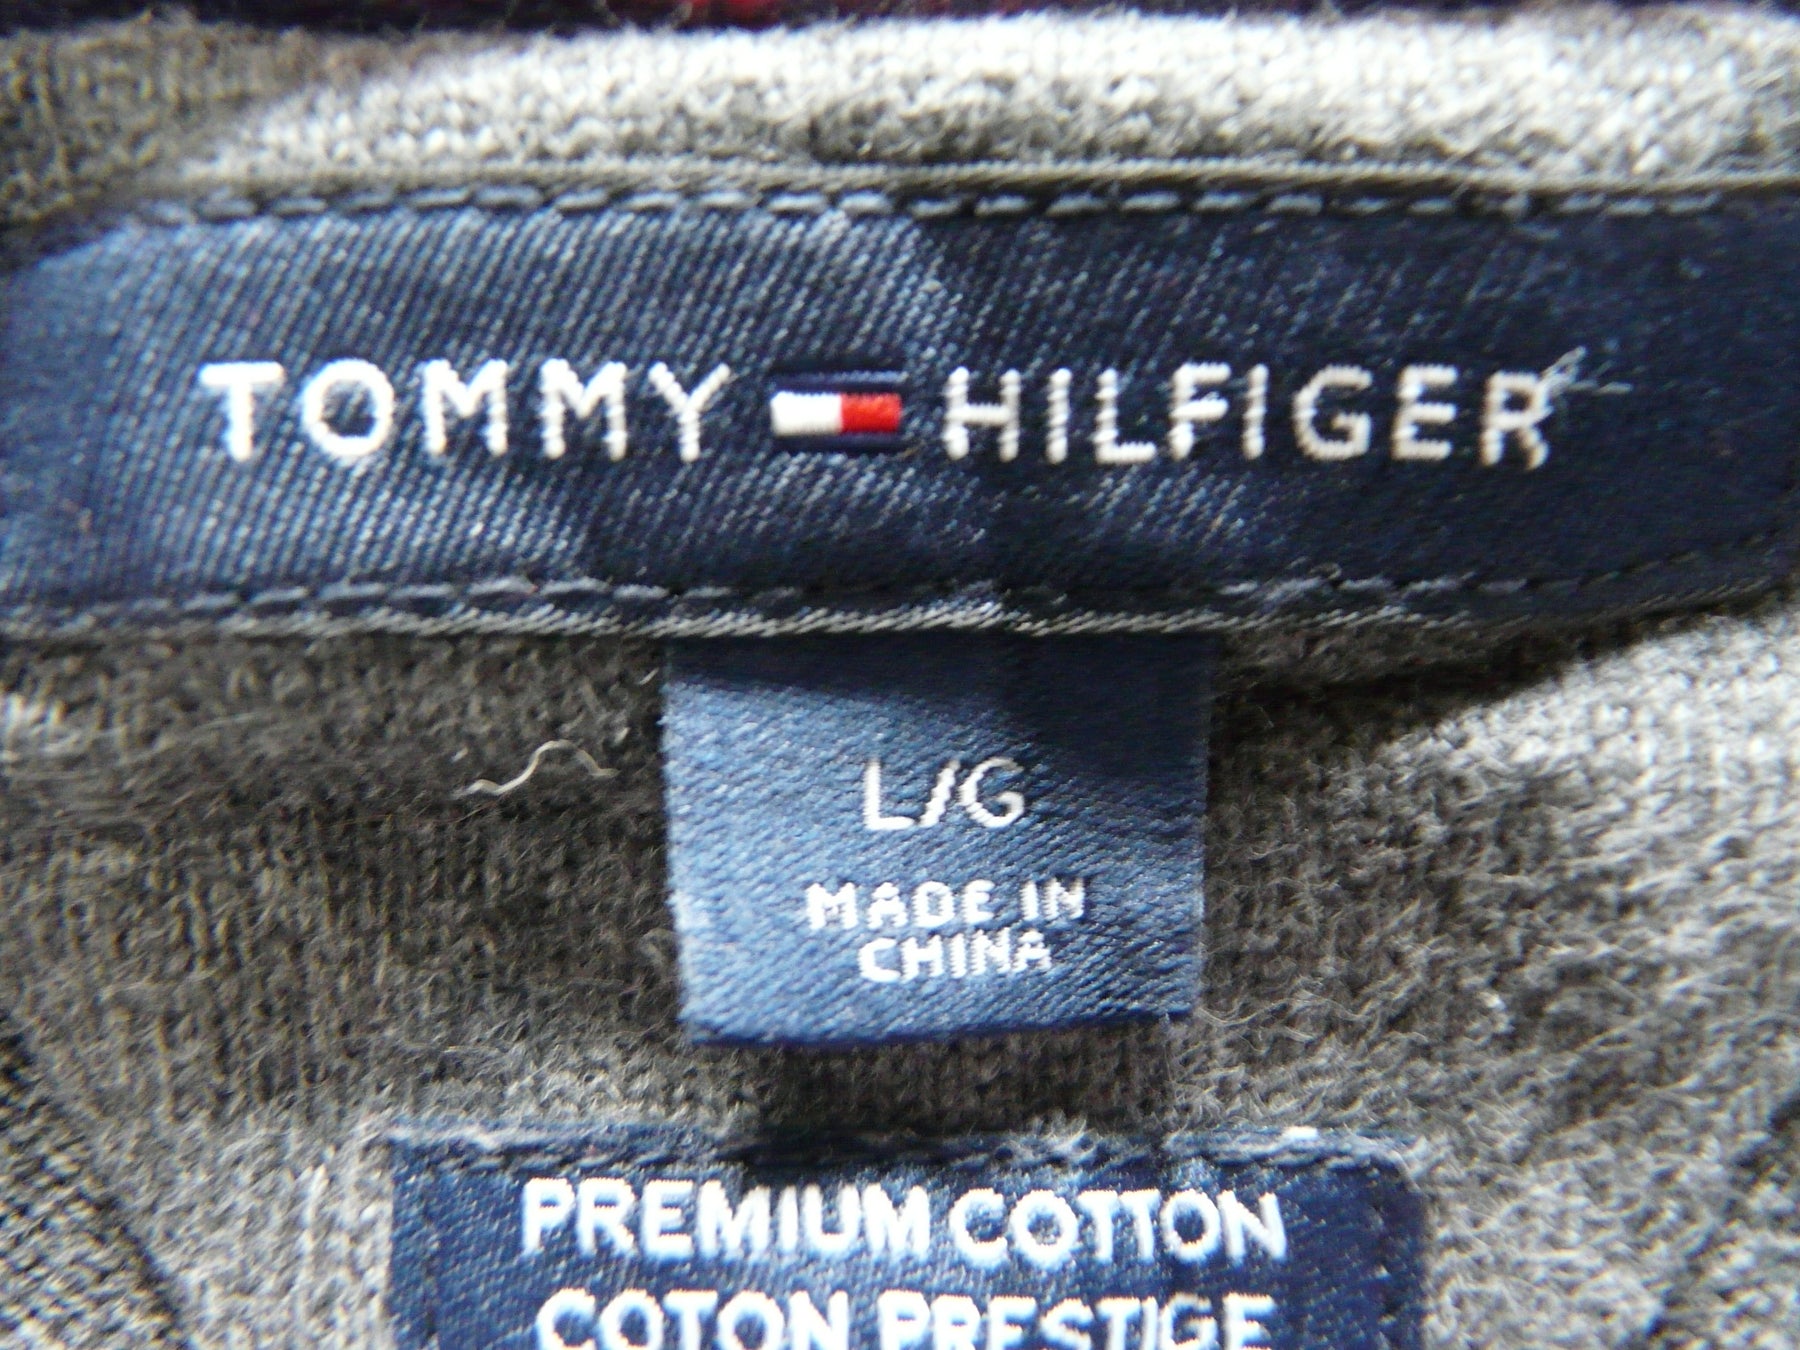 TOMMY HILFIGER
L/G
MADE IN
CHINA
PREMIUM COTTON
COTON PRESTIGE